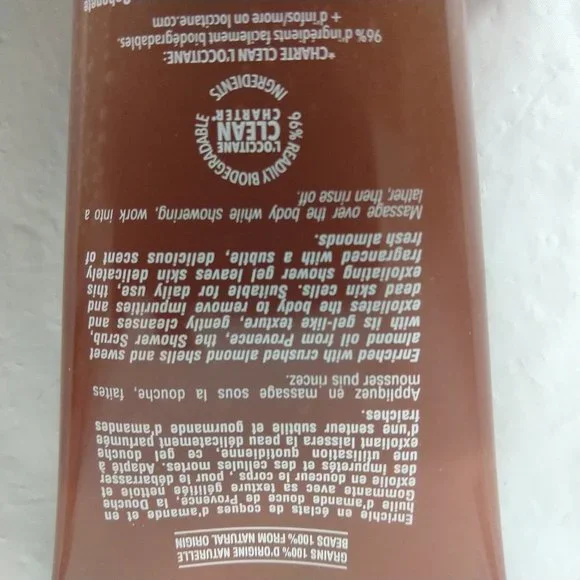 GRAINS 100% D'ORIGINE NATURELLE
BEADS 100% FROM NATURAL ORIGIN
Enrichie en éclats de coques d'amande et en
huile d'amande douce de Provence, la Douche
Gommante avec sa texture gélifiée nettoie et
exfolie en douceur le corps, pour le débarrasser
des impuretés et des cellules mortes. Adapté à
une utilisation quotidienne, ce gel douche
exfoliant laissera la peau délicatement parfumée
d'une senteur subtile et gourmande d'amandes
fraîches.
Appliquez en massage sous la douche, faites
mousser puis rincez.
Enriched with crushed almond shells and sweet
almond oil from Provence, the Shower Scrub,
with its gel-like texture, gently cleanses and
exfoliates the body to remove impurities and
dead skin cells. Suitable for daily use, this
exfoliating shower gel leaves skin delicately
fragranced with a subtle, delicious scent of
fresh almonds.
Massage over the body while showering, work into a
lather, then rinse off.
96% READILY BIODEGRADABLE
L'OCCITANE
CLEAN
CHARTER*
INGREDIENTS
*CHARTE CLEAN L'OCCITANE:
96% d'ingrédients facilement biodégradables.
+ d'infos/more on loccitane.com